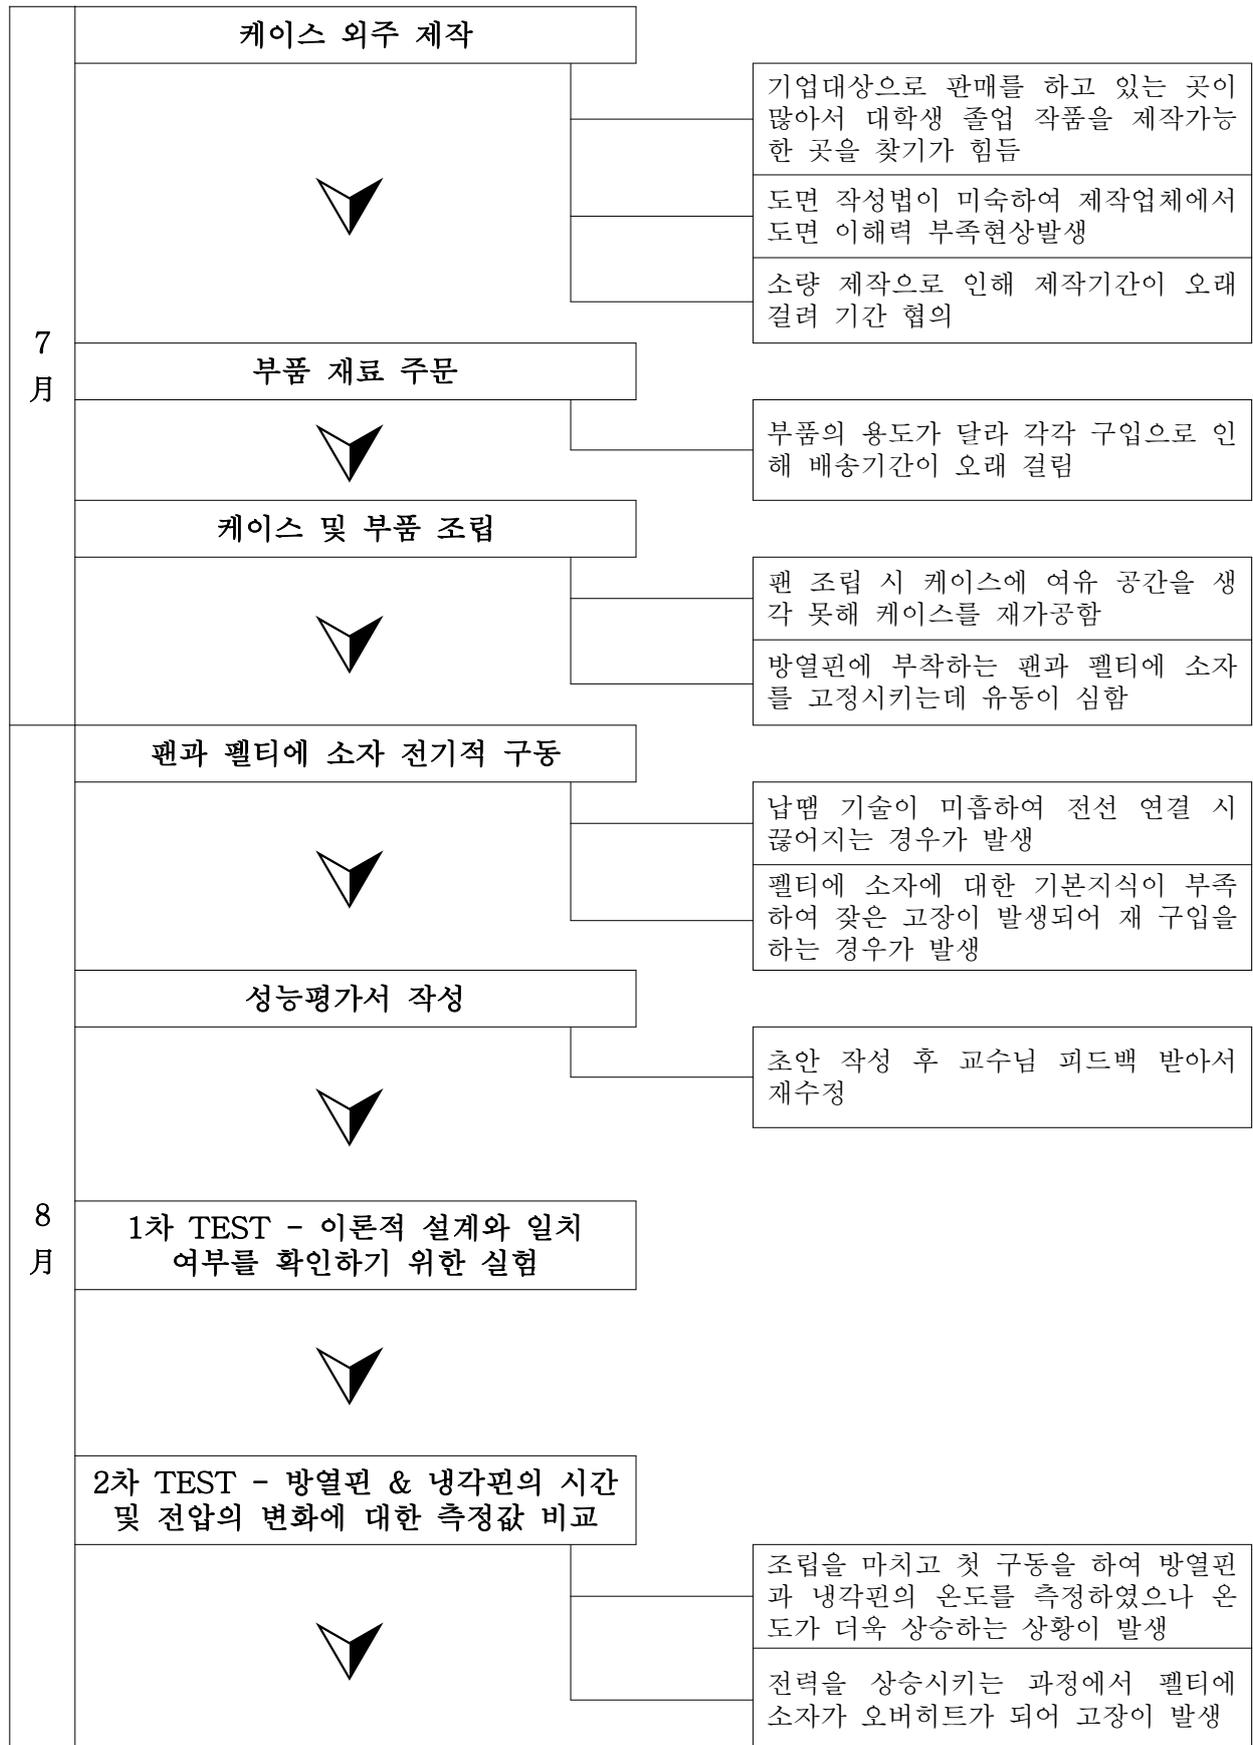 케이스 외주 제작
기업대상으로 판매를 하고 있는 곳이
많아서 대학생 졸업 작품을 제작가능
한 곳을 찾기가 힘듬
도면 작성법이 미숙하여 제작업체에서
도면 이해력 부족현상발생
소량 제작으로 인해 제작기간이 오래
걸려 기간 협의
7
月
부품 재료 주문
부품의 용도가 달라 각각 구입으로 인
해 배송기간이 오래 걸림
케이스 및 부품 조립
팬 조립 시 케이스에 여유 공간을 생
각 못해 케이스를 재가공함
방열핀에 부착하는 팬과 펠티에 소자
를 고정시키는데 유동이 심함
팬과 펠티에 소자 전기적 구동
납땜 기술이 미흡하여 전선 연결 시
끊어지는 경우가 발생
펠티에 소자에 대한 기본지식이 부족
하여 잦은 고장이 발생되어 재 구입을
하는 경우가 발생
성능평가서 작성
초안 작성 후 교수님 피드백 받아서
재수정
8
月
1차 TEST - 이론적 설계와 일치
여부를 확인하기 위한 실험
2차 TEST - 방열핀 & 냉각핀의 시간
및 전압의 변화에 대한 측정값 비교
조립을 마치고 첫 구동을 하여 방열핀
과 냉각핀의 온도를 측정하였으나 온
도가 더욱 상승하는 상황이 발생
전력을 상승시키는 과정에서 펠티에
소자가 오버히트가 되어 고장이 발생